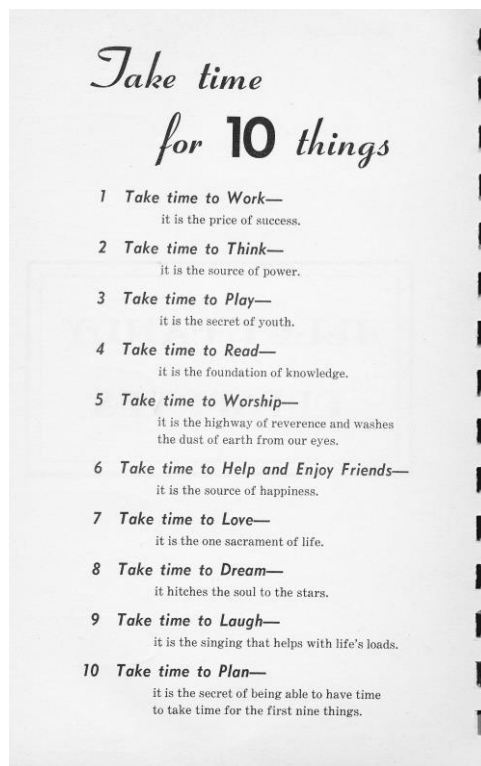 Take time
for 10 things
1 Take time to Work—
it is the price of success.
2 Take time to Think—
it is the source of power.
3 Take time to Play—
it is the secret of youth.
4 Take time to Read—
it is the foundation of knowledge.
5 Take time to Worship—
it is the highway of reverence and washes
the dust of earth from our eyes.
6 Take time to Help and Enjoy Friends—
it is the source of happiness.
7 Take time to Love—
it is the one sacrament of life.
8 Take time to Dream—
it hitches the soul to the stars.
9 Take time to Laugh—
it is the singing that helps with life's loads.
10 Take time to Plan—
it is the secret of being able to have time
to take time for the first nine things.